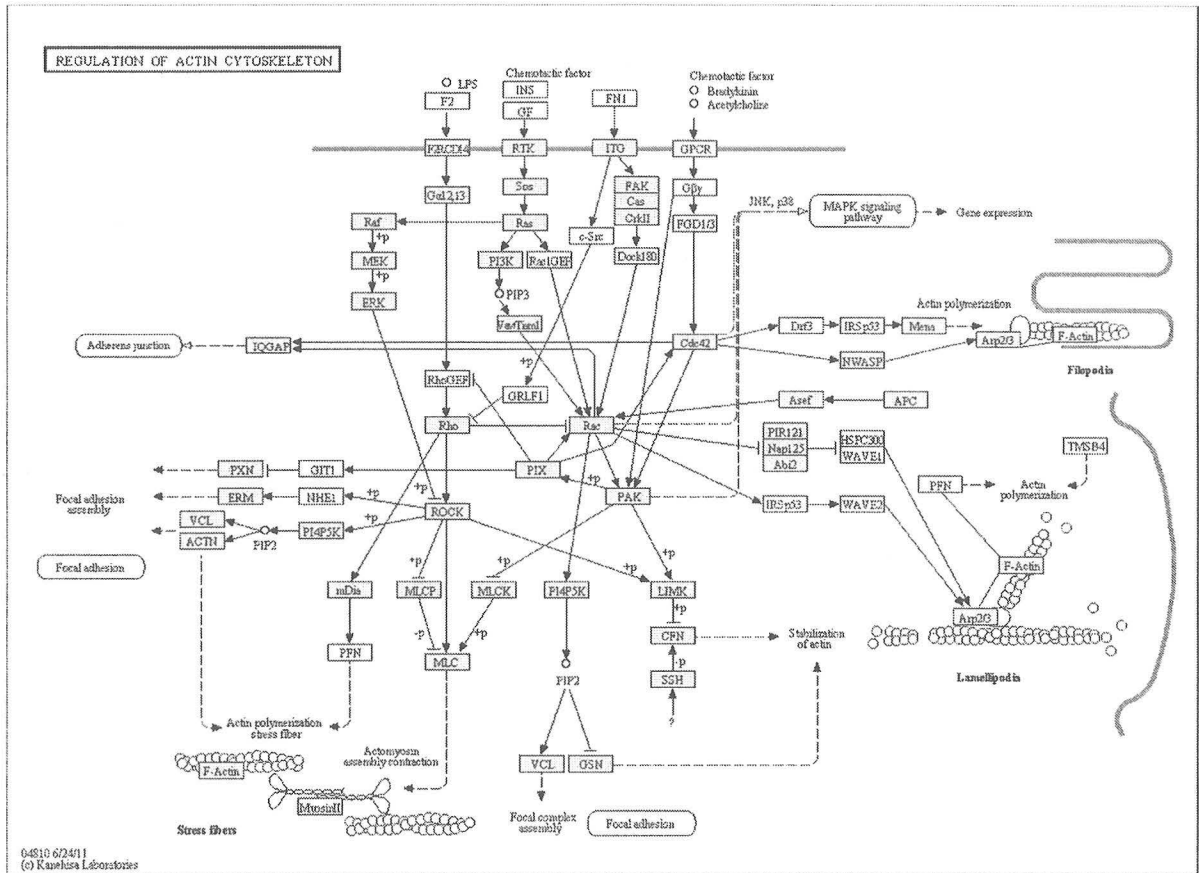 REGULATION OF ACTIN CYTOSKELETON
LPS
F2
Chemotactic factor
INS
GF
FN1
Chemotactic factor
Bradykinin
Acetylcholine
RTK
ITG
GPCR
Gα12,13
Sos
Ras
FAK
Cas
CrkII
Gβγ
FGD1/3
JNK, p38
MAPK signaling
pathway
Gene expression
Raf
+p
MEK
+p
ERK
PI3K
Rac1GEF
c-Src
Dock180
PIP3
Actin polymerization
Drf3
IRSp53
Mena
Arp2/3
F-Actin
Filopodia
Adherens junction
IQGAP
Cdc42
NWASP
+p
RhoGEF
GRLF1
Asef
APC
Rho
Rac
PIR121
Nap125
Abi2
HSPC300
WAVE1
TMSB4
PXN
GIT1
PIX
+p
PAK
PFN
Actin
polymerization
Focal adhesion
assembly
ERM
NHE1
+p
ROCK
IRSp53
WAVE2
VCL
ACTN
PIP2
PI4P5K
+p
Focal adhesion
F-Actin
+p
+p
+p
+p
mDia
MLCP
MLCK
PI4P5K
LIMK
+p
Arp2/3
-p
+p
CFN
Stabilization
of actin
PFN
MLC
-p
PIP2
SSH
Lamellipodia
?
Actin polymerization
stress fiber
Actomyosin
assembly contraction
F-Actin
VCL
GSN
MyosinII
Stress fibers
Focal complex
assembly
Focal adhesion
04810 6/24/11
(c) Kanehisa Laboratories